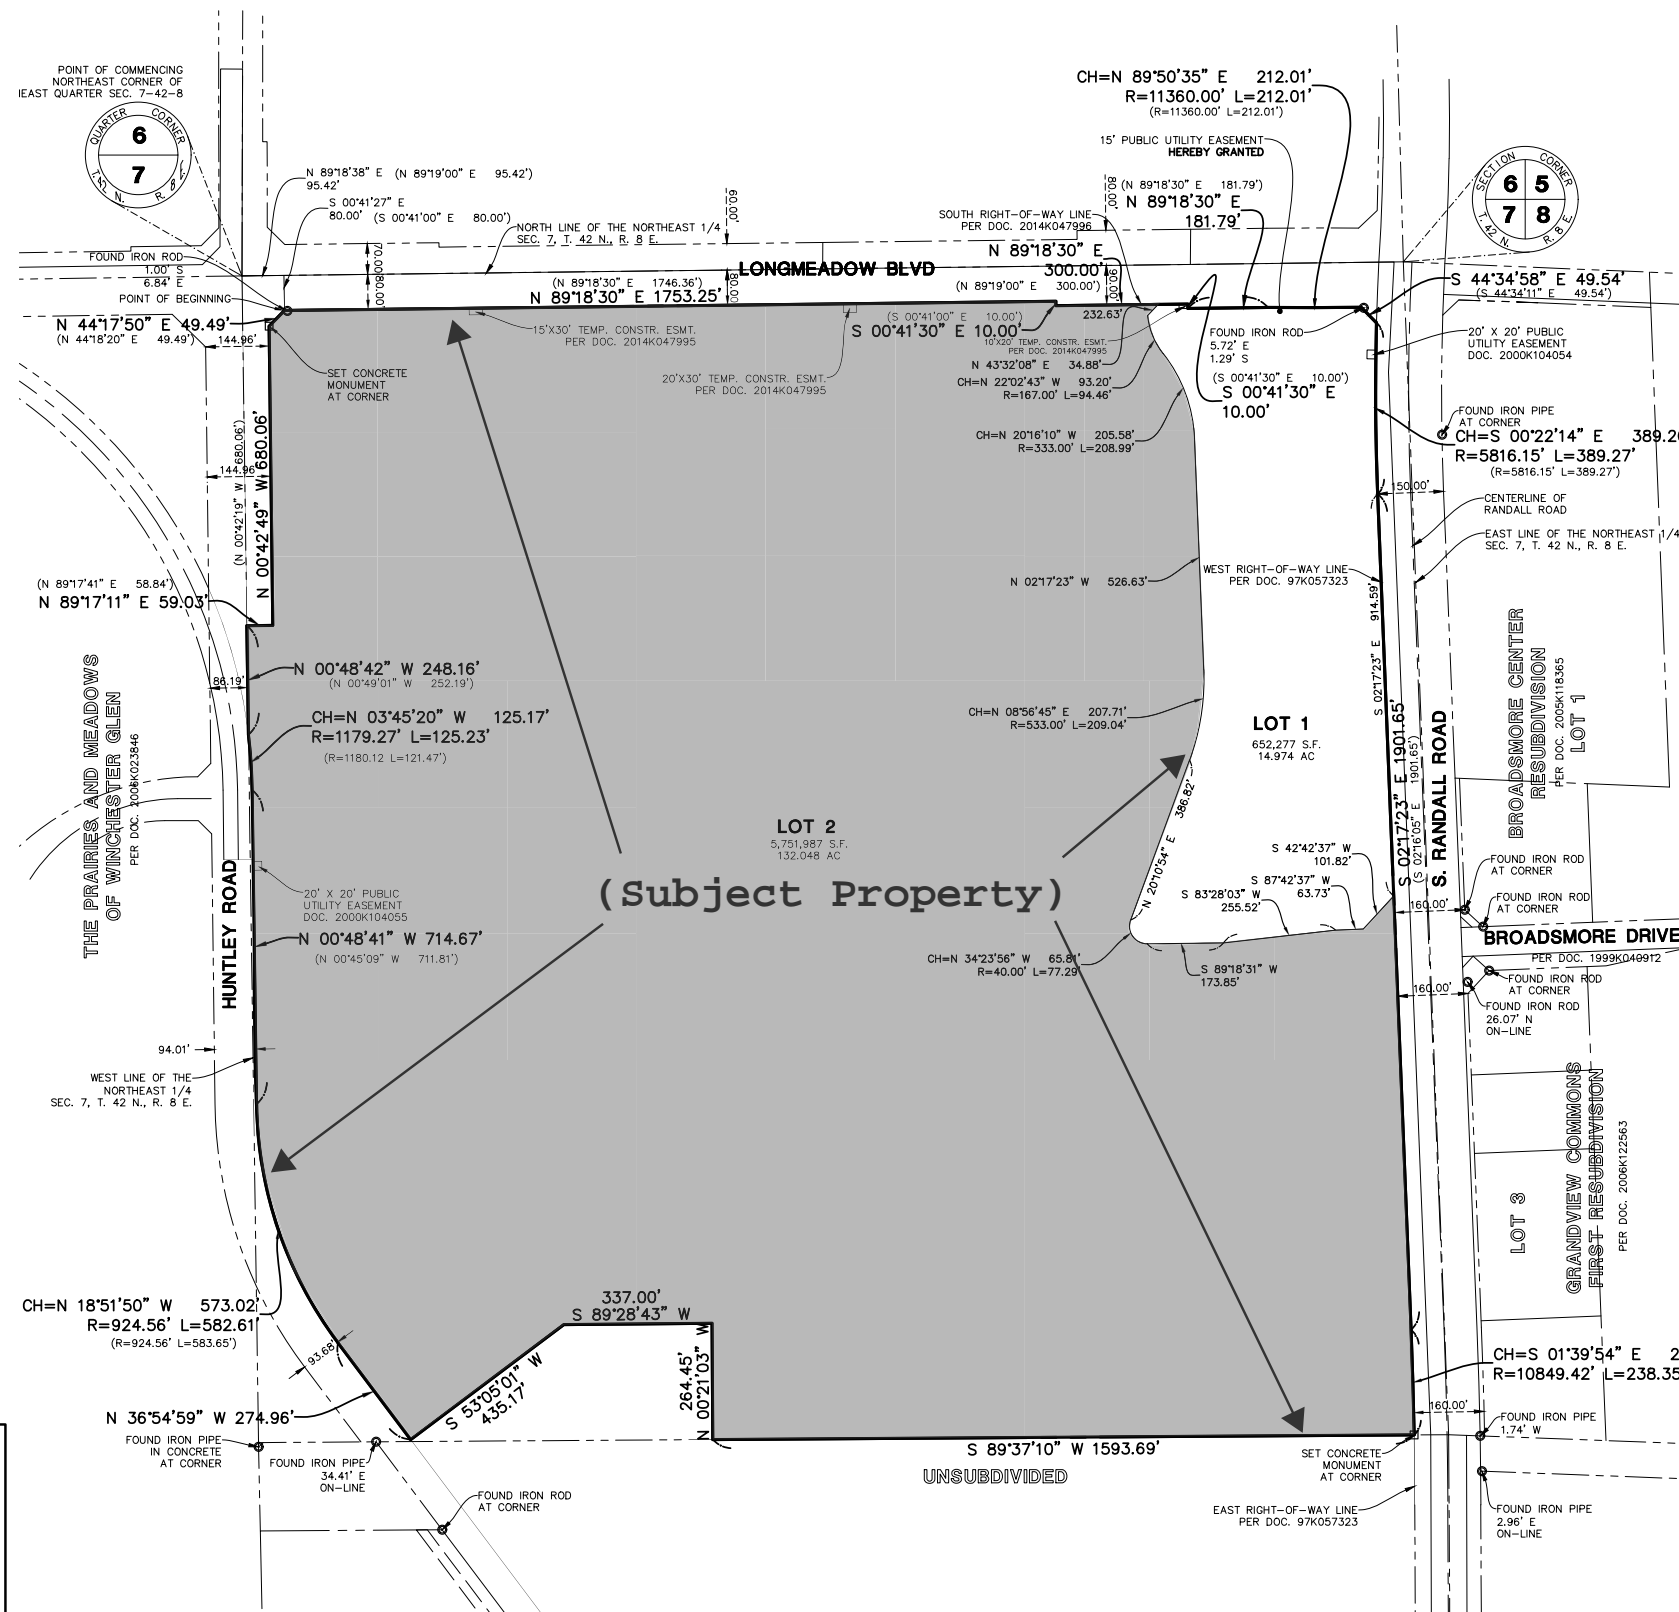 POINT OF COMMENCING
NORTHEAST CORNER OF
QUARTER SEC. 7-42-8
QUARTER CORNER
6
7
T. 42 N. R. 8
N 89°18'38" E (N 89°19'00" E 95.42')
95.42'
S 00°41'27" E
80.00' (S 00°41'00" E 80.00')
NORTH LINE OF THE NORTHEAST 1/4
SEC. 7, T. 42 N., R. 8 E.
FOUND IRON ROD
1.00' S
6.84' E
POINT OF BEGINNING
N 44°17'50" E 49.49'
(N 44°18'20" E 49.49')
144.96'
70.00'
80.00'
60.00'
80.00'
LONGMEADOW BLVD
(N 89°18'30" E 1746.36')
N 89°18'30" E 1753.25'
CH=N 89°50'35" E 212.01'
R=11360.00' L=212.01'
(R=11360.00' L=212.01')
15' PUBLIC UTILITY EASEMENT
HEREBY GRANTED
80.00'
(N 89°18'30" E 181.79')
N 89°18'30" E
181.79'
SOUTH RIGHT-OF-WAY LINE
PER DOC. 2014K047996
N 89°18'30" E
300.00'
(N 89°19'00" E 300.00')
90.00'
SECTION CORNER
6 5
7 8
T. 42 N. R. 8 E.
S 44°34'58" E 49.54'
(S 44°34'11" E 49.54')
20' X 20' PUBLIC
UTILITY EASEMENT
DOC. 2000K104054
15'X30' TEMP. CONSTR. ESMT.
PER DOC. 2014K047995
(S 00°41'00" E 10.00')
S 00°41'30" E 10.00'
232.63'
10'X20' TEMP. CONSTR. ESMT.
PER DOC. 2014K047995
FOUND IRON ROD
5.72' E
1.29' S
SET CONCRETE
MONUMENT
AT CORNER
20'X30' TEMP. CONSTR. ESMT.
PER DOC. 2014K047995
N 43°32'08" E 34.88'
CH=N 22°02'43" W 93.20'
R=167.00' L=94.46'
(S 00°41'30" E 10.00')
S 00°41'30" E
10.00'
FOUND IRON PIPE
AT CORNER
CH=S 00°22'14" E
R=5816.15' L=389.27'
(R=5816.15' L=389.27')
CH=N 20°16'10" W 205.58'
R=333.00' L=208.99'
(N 00°42'19" W 680.06')
N 00°42'49" W 680.06'
144.96'
150.00'
CENTERLINE OF
RANDALL ROAD
EAST LINE OF THE NORTHEAST 1/4
SEC. 7, T. 42 N., R. 8 E.
(N 89°17'41" E 58.84')
N 89°17'11" E 59.03'
N 02°17'23" W 526.63'
WEST RIGHT-OF-WAY LINE
PER DOC. 97K057323
S 02°17'23" E 914.59'
THE PRAIRIES AND MEADOWS
OF WINCHESTER GLEN
PER DOC. 2006K023846
N 00°48'42" W 248.16'
(N 00°49'01" W 252.19')
86.19'
CH=N 03°45'20" W 125.17'
R=1179.27' L=125.23'
(R=1180.12 L=121.47')
CH=N 08°56'45" E 207.71'
R=533.00' L=209.04'
LOT 1
652,277 S.F.
14.974 AC
S 02°17'23" E 1901.65'
(S 02°16'05" E 1901.65')
S. RANDALL ROAD
BROADSMORE CENTER
RESUBDIVISION
PER DOC. 2005K118365
LOT 1
N 20°10'54" E 386.82'
LOT 2
5,751,987 S.F.
132.048 AC
(Subject Property)
S 42°42'37" W
101.82'
S 87°42'37" W
63.73'
S 83°28'03" W
255.52'
HUNTLEY ROAD
20' X 20' PUBLIC
UTILITY EASEMENT
DOC. 2000K104055
N 00°48'41" W 714.67'
(N 00°45'09" W 711.81')
CH=N 34°23'56" W 65.81'
R=40.00' L=77.29'
S 89°18'31" W
173.85'
FOUND IRON ROD
AT CORNER
FOUND IRON ROD
AT CORNER
160.00'
BROADSMORE DRIVE
PER DOC. 1999K040912
FOUND IRON ROD
AT CORNER
160.00'
FOUND IRON ROD
26.07' N
ON-LINE
94.01'
WEST LINE OF THE
NORTHEAST 1/4
SEC. 7, T. 42 N., R. 8 E.
GRANDVIEW COMMONS
FIRST RESUBDIVISION
PER DOC. 2006K122563
LOT 3
CH=N 18°51'50" W 573.02'
R=924.56' L=582.61'
(R=924.56' L=583.65')
93.68'
337.00'
S 89°28'43" W
S 53°05'01" W
435.17'
264.45'
N 00°21'03" W
CH=S 01°39'54" E
R=10849.42' L=238.35
N 36°54'59" W 274.96'
FOUND IRON PIPE
IN CONCRETE
AT CORNER
FOUND IRON PIPE
34.41' E
ON-LINE
FOUND IRON ROD
AT CORNER
S 89°37'10" W 1593.69'
UNSUBDIVIDED
160.00'
FOUND IRON PIPE
1.74' W
SET CONCRETE
MONUMENT
AT CORNER
EAST RIGHT-OF-WAY LINE
PER DOC. 97K057323
FOUND IRON PIPE
2.96' E
ON-LINE